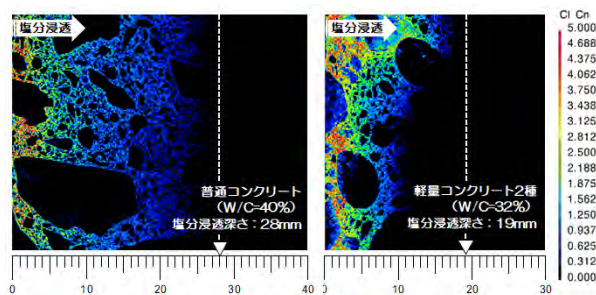 塩分浸透
普通コンクリート
(W/C=40%)
塩分浸透深さ:28mm
0 10 20 30 40
塩分浸透
軽量コンクリート2種
(W/C=32%)
塩分浸透深さ:19mm
0 10 20 30
Cl Cn
5.000
4.688
4.375
4.062
3.750
3.438
3.125
2.812
2.500
2.188
1.875
1.562
1.250
0.937
0.625
0.312
0.000